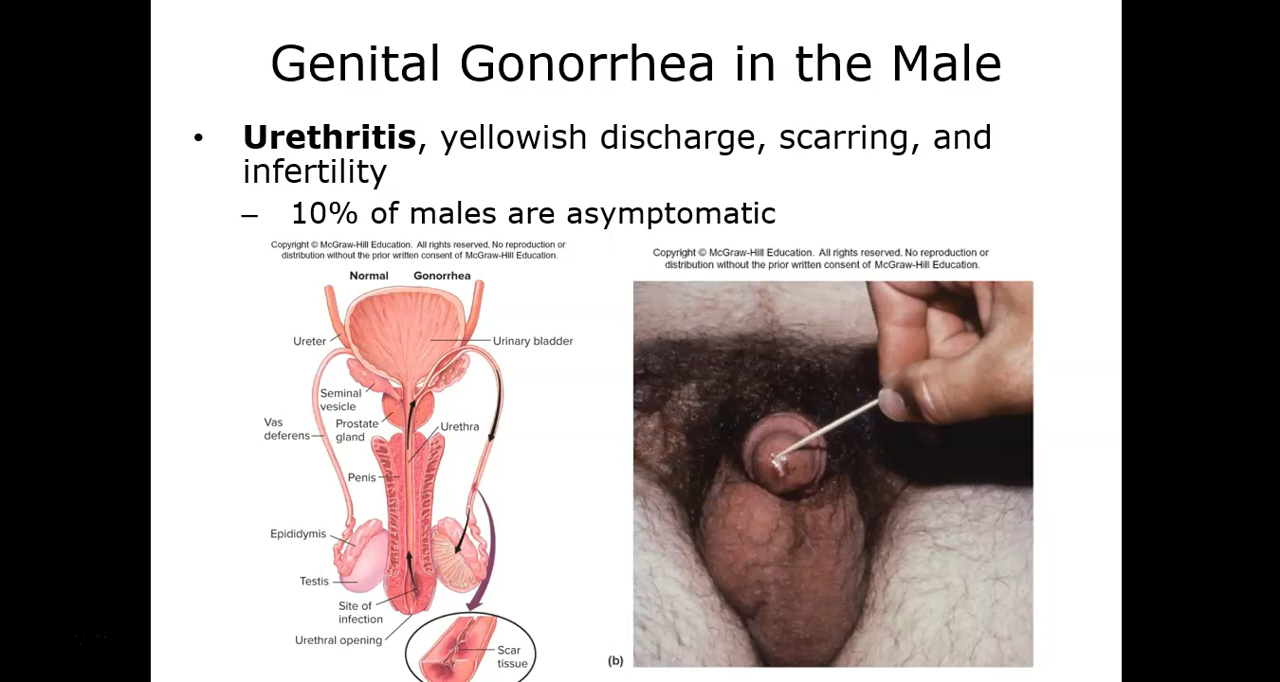 Genital Gonorrhea in the Male
• Urethritis, yellowish discharge, scarring, and
infertility
– 10% of males are asymptomatic
Copyright © McGraw-Hill Education. All rights reserved. No reproduction or
distribution without the prior written consent of McGraw-Hill Education.
Normal
Gonorrhea
Ureter
Urinary bladder
Seminal
vesicle
Vas
deferens
Prostate
gland
Urethra
Penis
Epididymis
Testis
Site of
infection
Urethral opening
Scar
tissue
Copyright © McGraw-Hill Education. All rights reserved. No reproduction or
distribution without the prior written consent of McGraw-Hill Education.
(b)